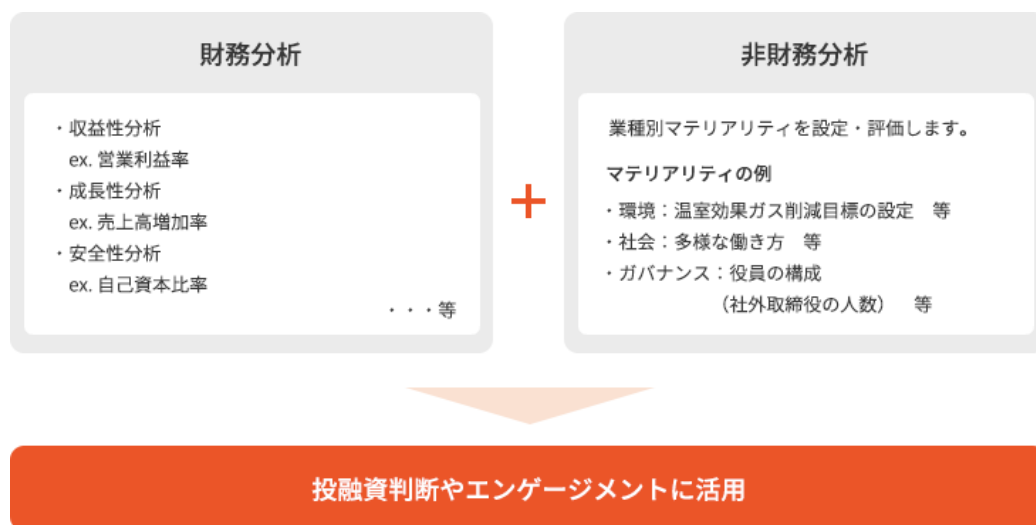 財務分析
・収益性分析
ex. 営業利益率
・成長性分析
ex. 売上高増加率
・安全性分析
ex. 自己資本比率
・・・等
+
非財務分析
業種別マテリアリティを設定・評価します。
マテリアリティの例
・環境：温室効果ガス削減目標の設定　等
・社会：多様な働き方　等
・ガバナンス：役員の構成
（社外取締役の人数）　等
投融資判断やエンゲージメントに活用